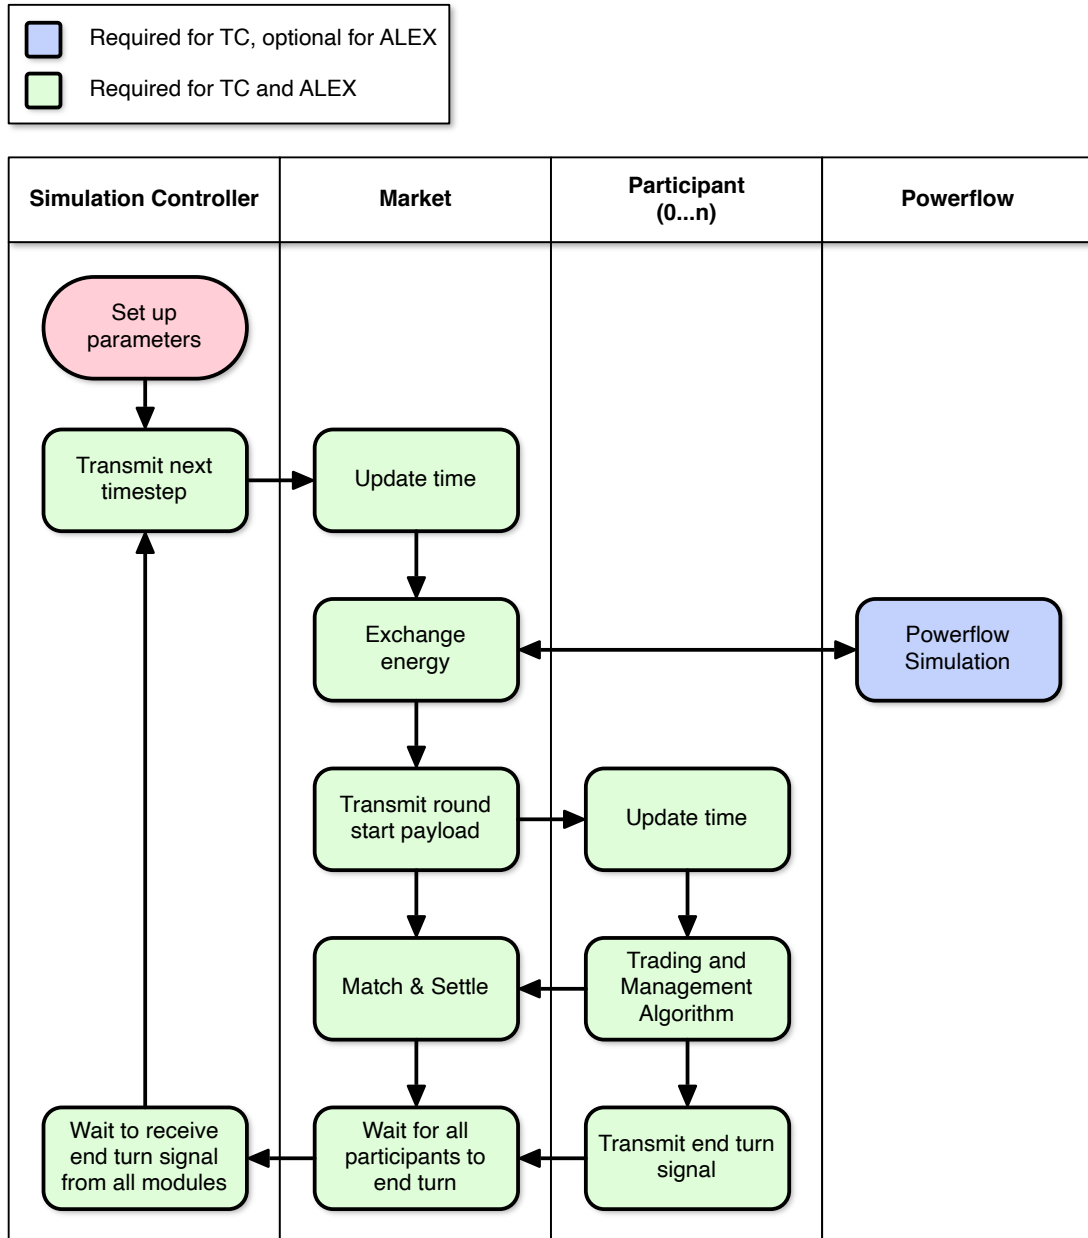 Required for TC, optional for ALEX
Required for TC and ALEX
Simulation Controller
Market
Participant
(0...n)
Powerflow
Set up
parameters
Transmit next
timestep
Update time
Exchange
energy
Powerflow
Simulation
Transmit round
start payload
Update time
Match & Settle
Trading and
Management
Algorithm
Wait to receive
end turn signal
from all modules
Wait for all
participants to
end turn
Transmit end turn
signal